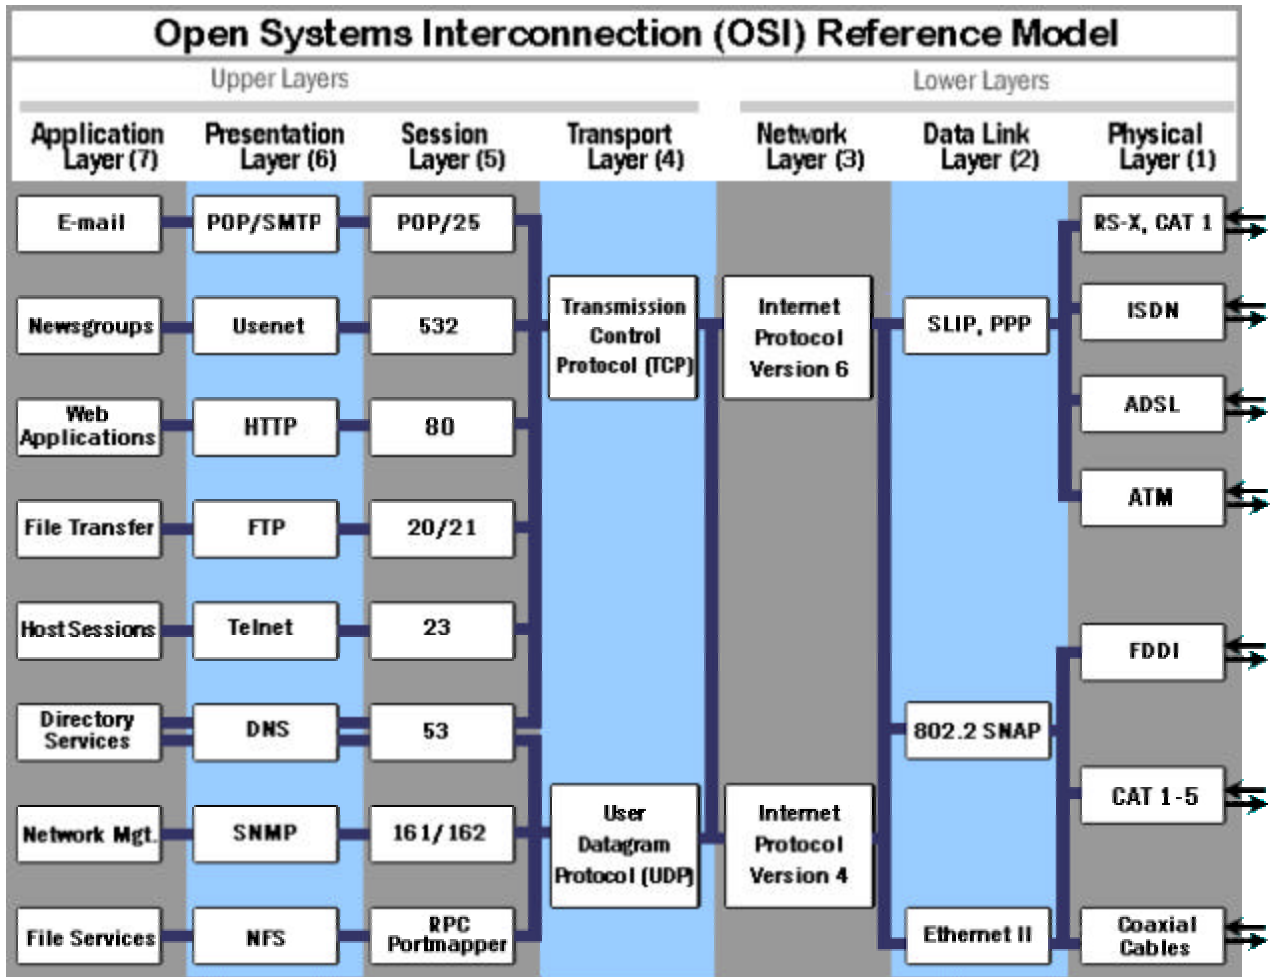 Open Systems Interconnection (OSI) Reference Model
Upper Layers
Lower Layers
Application
Layer (7)
Presentation
Layer (6)
Session
Layer (5)
Transport
Layer (4)
Network
Layer (3)
Data Link
Layer (2)
Physical
Layer (1)
E-mail
POP/SMTP
POP/25
RS-X, CAT 1
Newsgroups
Usenet
532
Transmission
Control
Protocol (TCP)
Internet
Protocol
Version 6
SLIP, PPP
ISDN
Web
Applications
HTTP
80
ADSL
File Transfer
FTP
20/21
ATM
Host Sessions
Telnet
23
FDDI
Directory
Services
DNS
53
802.2 SNAP
Network Mgt.
SNMP
161/162
User
Datagram
Protocol (UDP)
Internet
Protocol
Version 4
CAT 1-5
File Services
NFS
RPC
Portmapper
Ethernet II
Coaxial
Cables